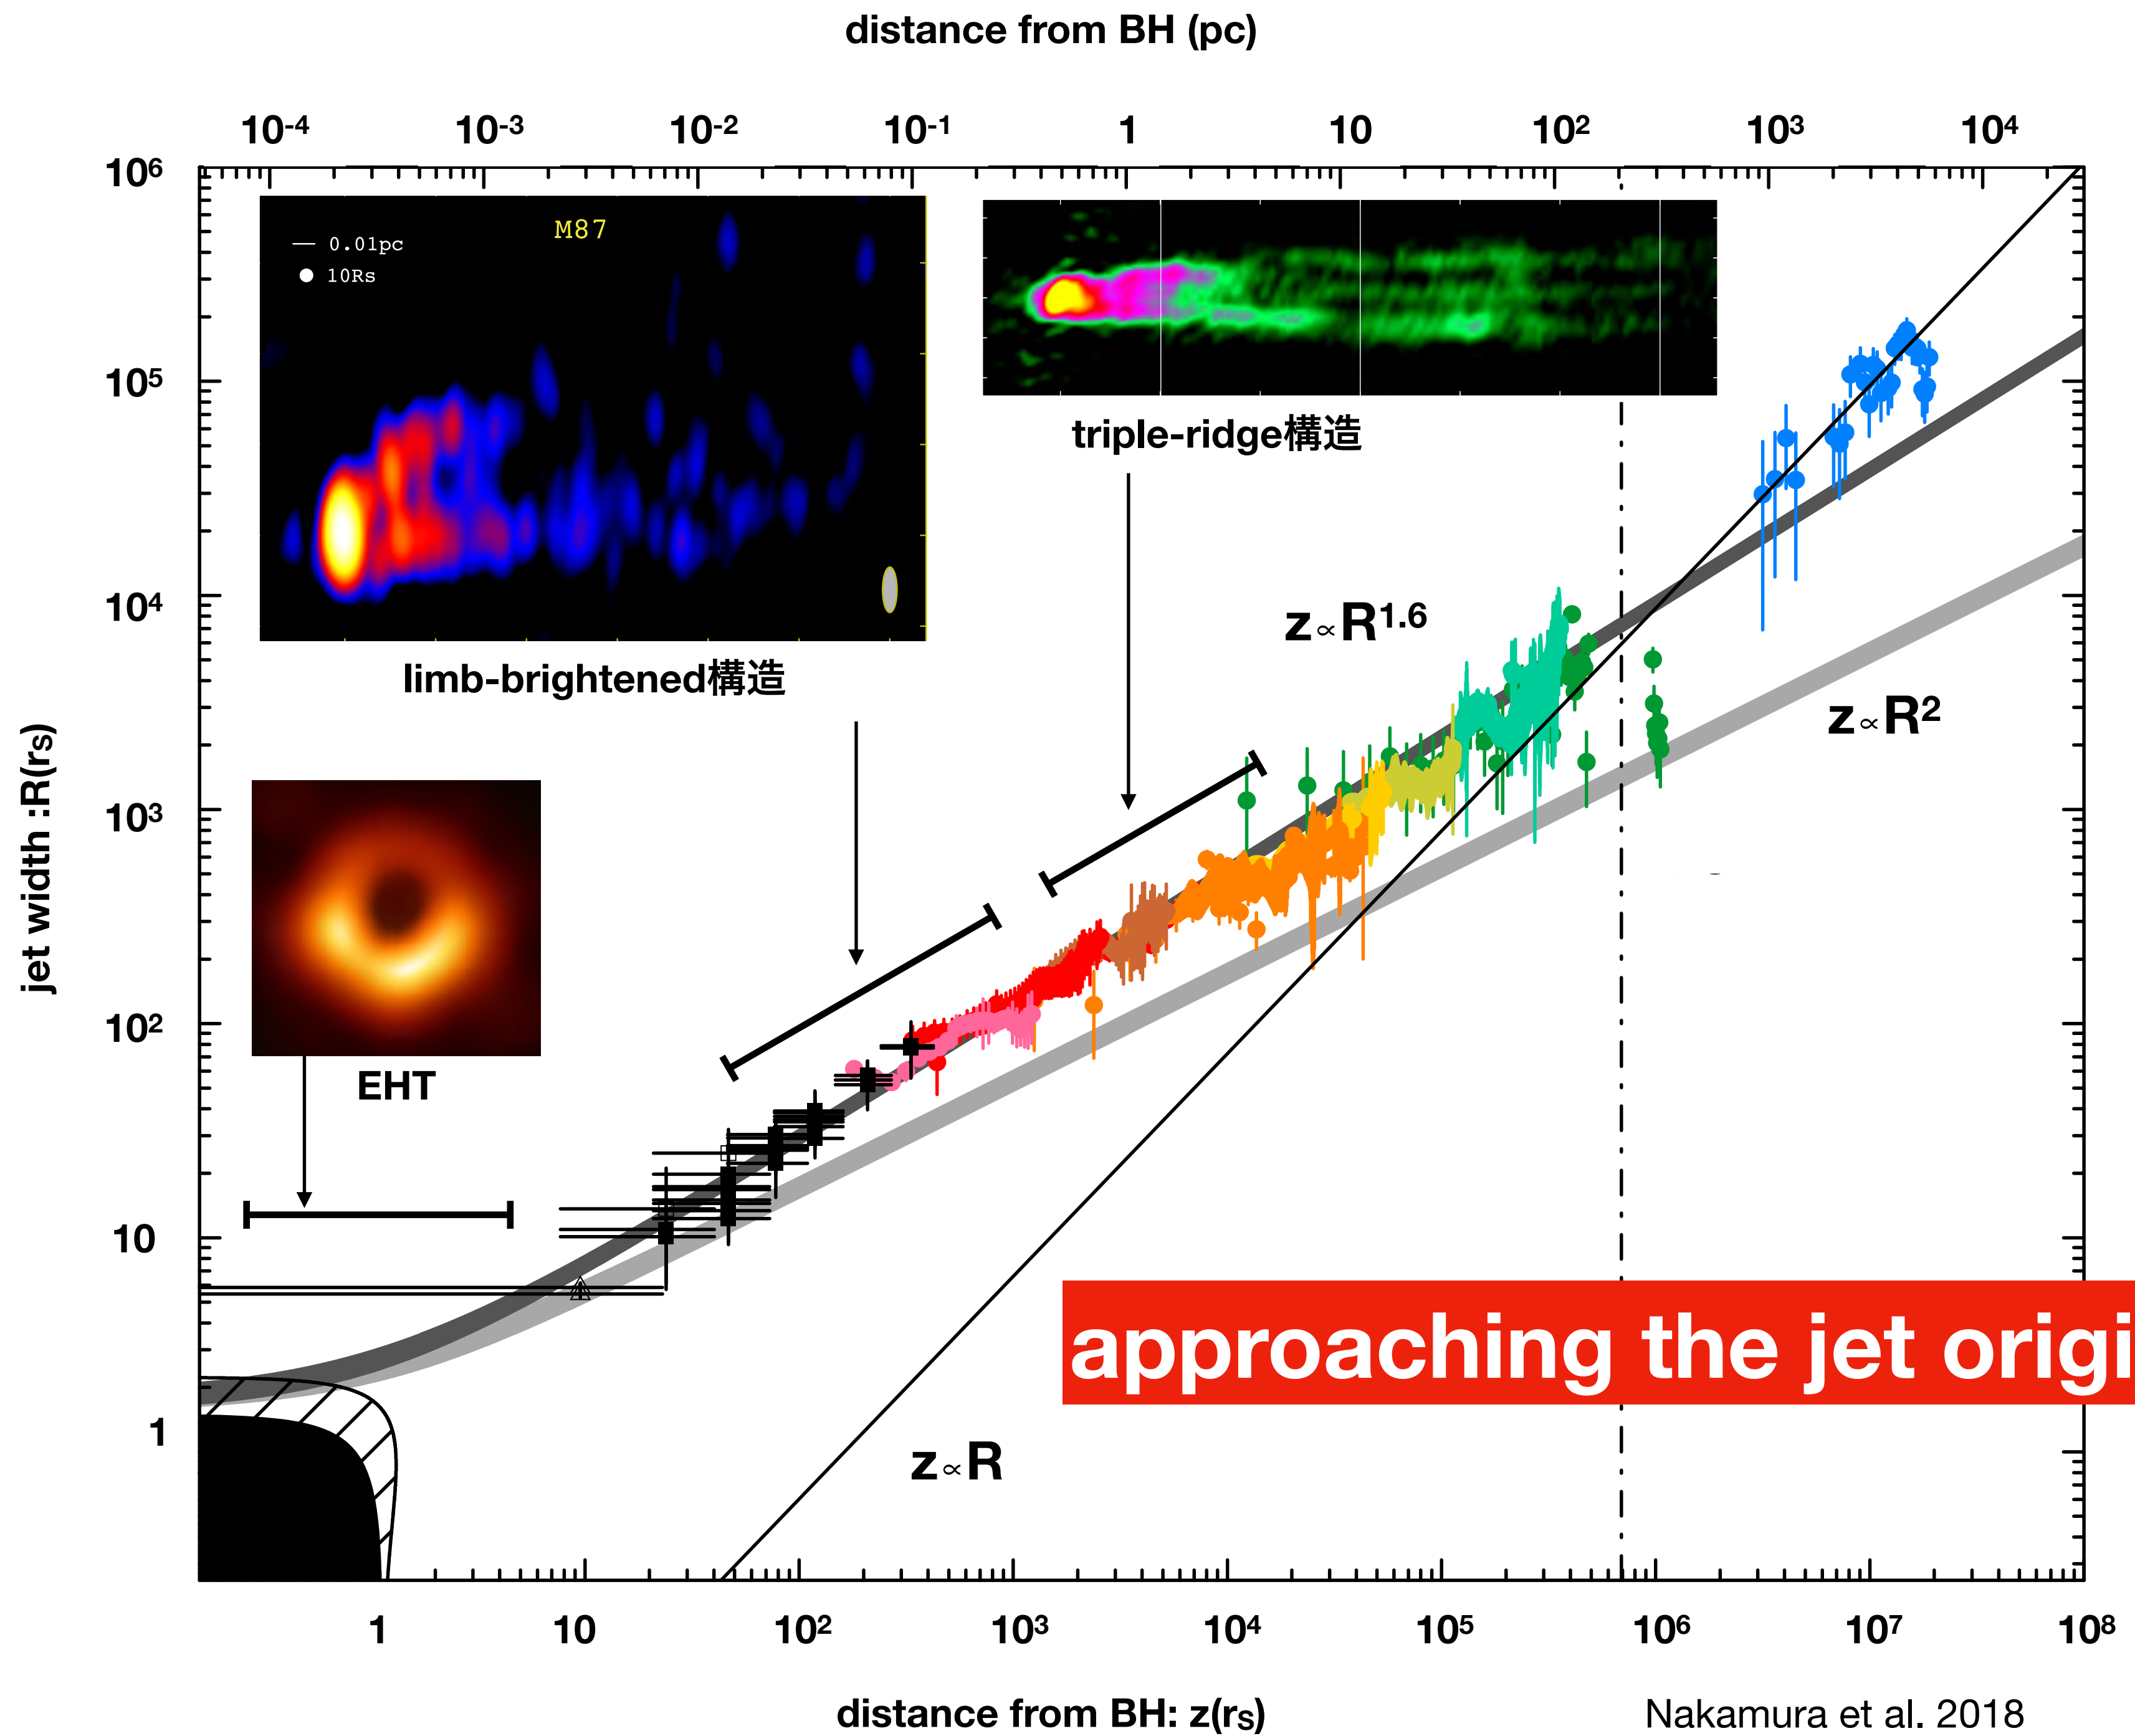 distance from BH (pc)
10-4 10-3 10-2 10-1 1 10 10² 10³ 10⁴
10⁶
10⁵
10⁴
10³
10²
10
1
jet width :R(rs)
M87
0.01pc
10Rs
limb-brightened構造
triple-ridge構造
z∝R1.6
z∝R2
EHT
approaching the jet origi
z∝R
1 10 10² 10³ 10⁴ 10⁵ 10⁶ 10⁷ 10⁸
distance from BH: z(rs)
Nakamura et al. 2018